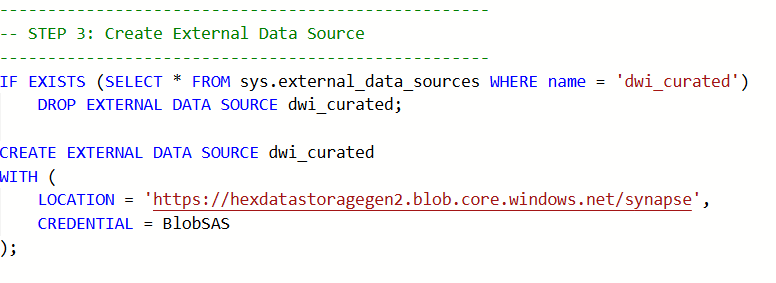 -----------------------------------------------------
-- STEP 3: Create External Data Source
-----------------------------------------------------
IF EXISTS (SELECT * FROM sys.external_data_sources WHERE name = 'dwi_curated')
    DROP EXTERNAL DATA SOURCE dwi_curated;

CREATE EXTERNAL DATA SOURCE dwi_curated
WITH (
    LOCATION = 'https://hexdatastoragegen2.blob.core.windows.net/synapse',
    CREDENTIAL = BlobSAS
);